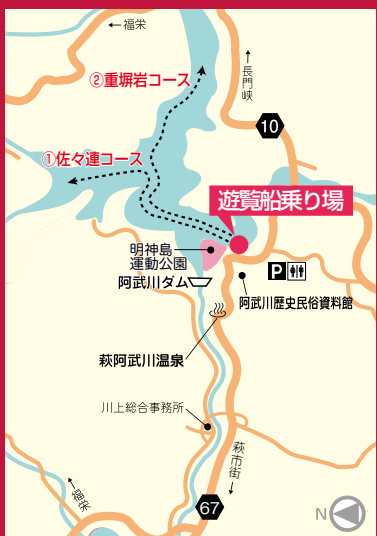 ←福栄
②重塀岩コース
←長門峡
10
①佐々連コース
遊覧船乗り場
明神島
運動公園
阿武川ダム
P
阿武川歴史民俗資料館
萩阿武川温泉
川上総合事務所
萩市街→
←福栄
67
N